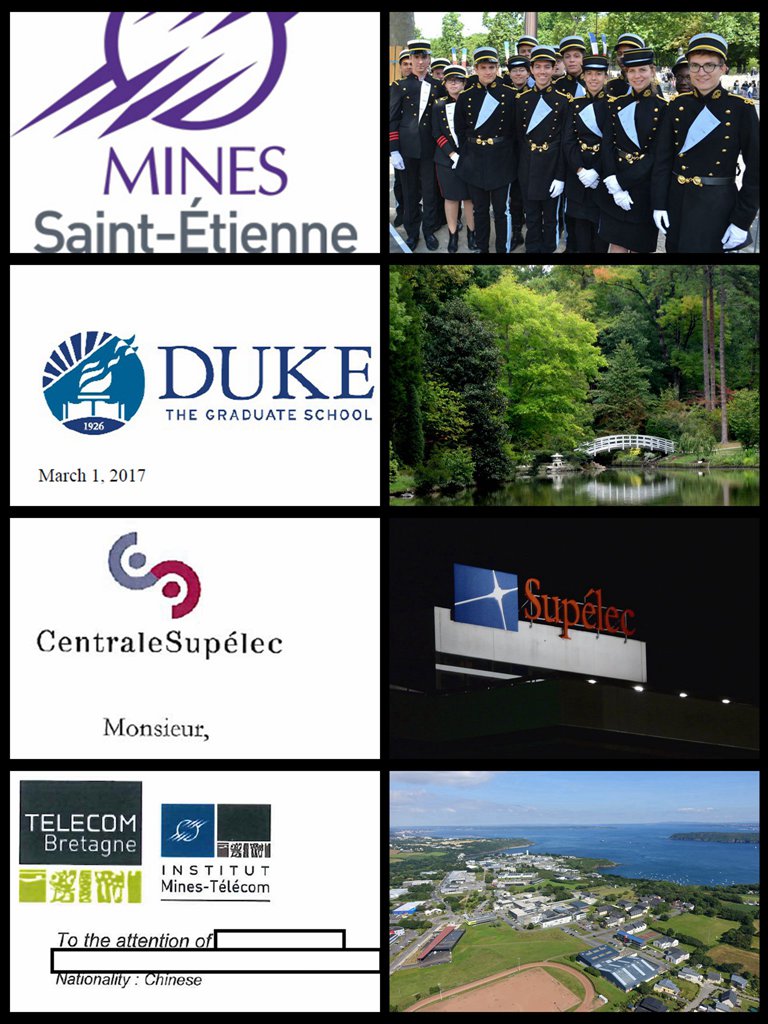 MINES
Saint-Étienne
1926
DUKE
THE GRADUATE SCHOOL
March 1, 2017
CentraleSupélec
Monsieur,
Supélec
TELECOM
Bretagne
INSTITUT
Mines-Télécom
To the attention of
Nationality : Chinese